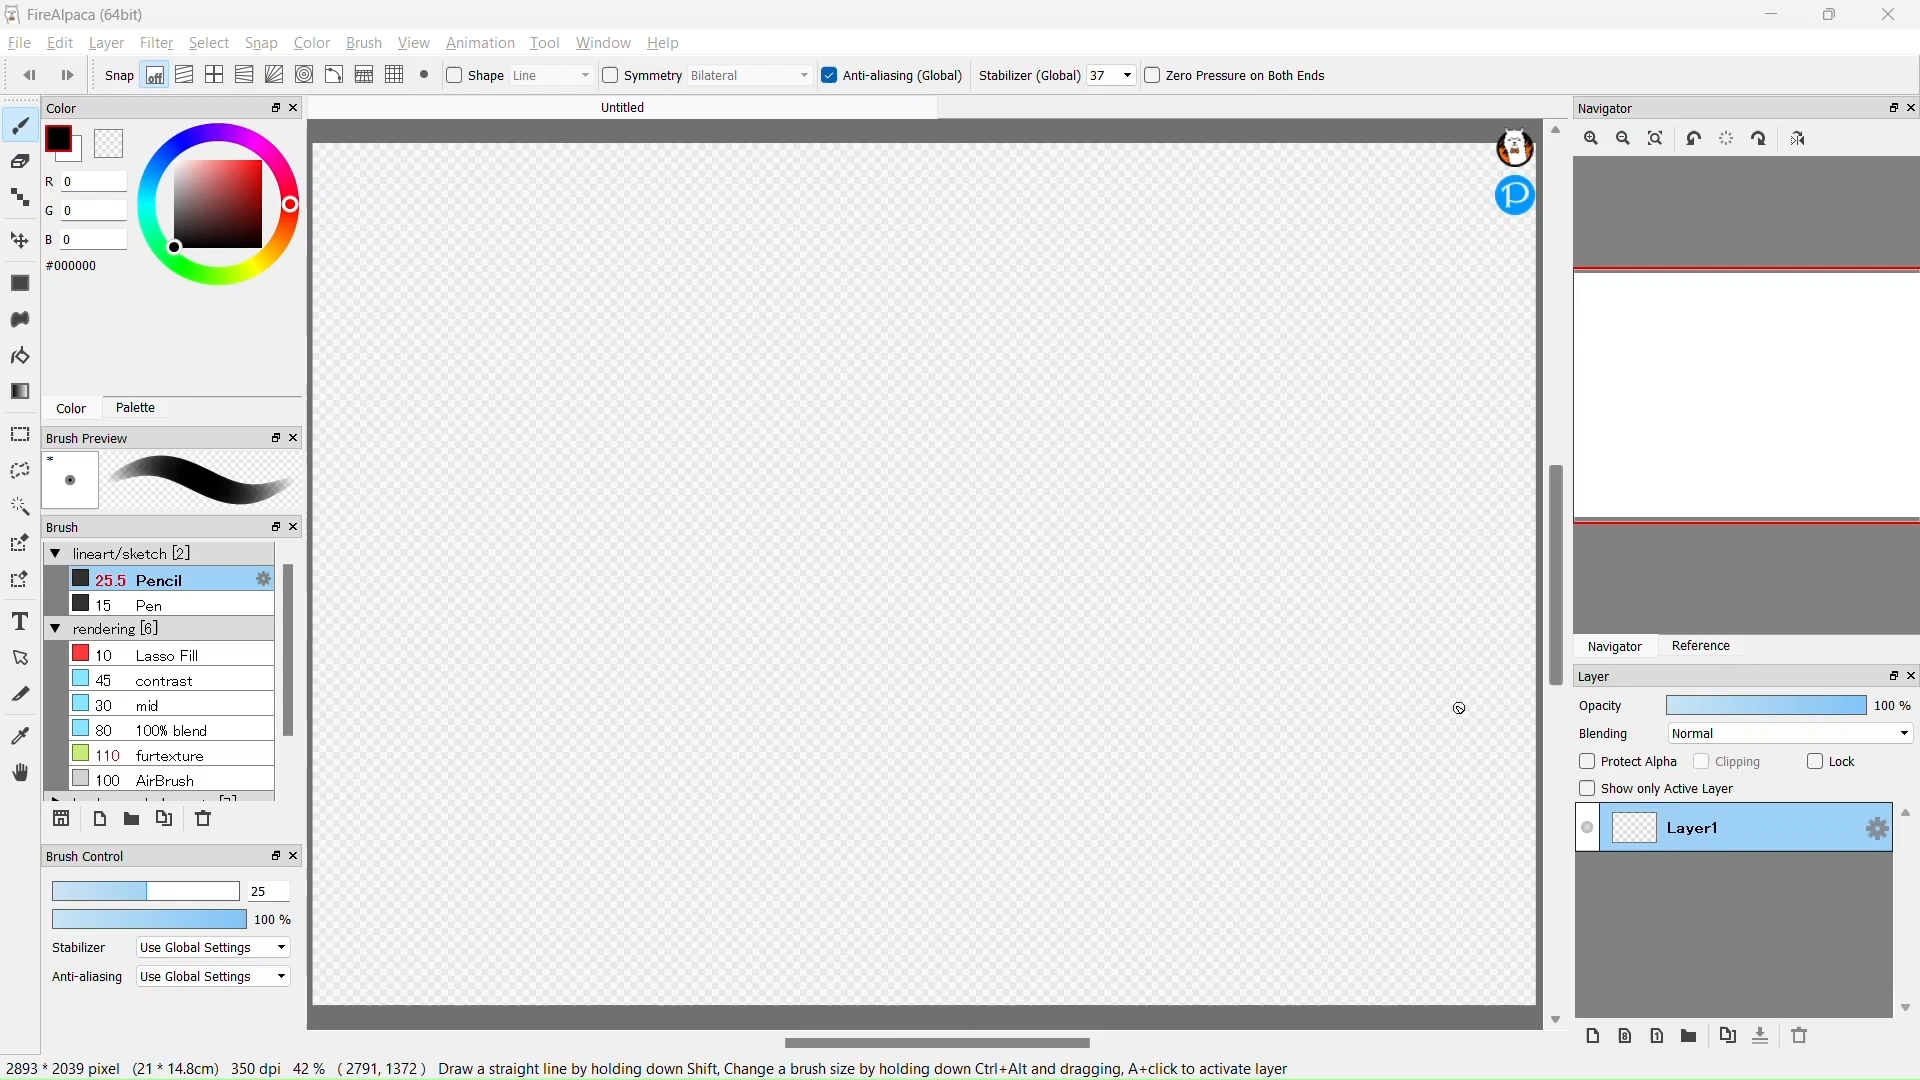 FireAlpaca (64bit)
File Edit Layer Filter Select Snap Color Brush View Animation Tool Window Help
Snap off Shape Line Symmetry Bilateral Anti-aliasing (Global) Stabilizer (Global) 37 Zero Pressure on Both Ends
Color
Untitled
Navigator
R 0
G 0
B 0
#000000
P
Color Palette
Brush Preview
*
Brush
lineart/sketch [2]
25.5 Pencil
15 Pen
rendering [6]
10 Lasso Fill
45 contrast
30 mid
80 100% blend
110 furtexture
100 AirBrush
Brush Control
25
100 %
Stabilizer Use Global Settings
Anti-aliasing Use Global Settings
Navigator Reference
Layer
Opacity 100 %
Blending Normal
Protect Alpha Clipping Lock
Show only Active Layer
Layer1
T
8 1
2893 * 2039 pixel (21 * 14.8cm) 350 dpi 42 % ( 2791, 1372 ) Draw a straight line by holding down Shift, Change a brush size by holding down Ctrl+Alt and dragging, A+click to activate layer